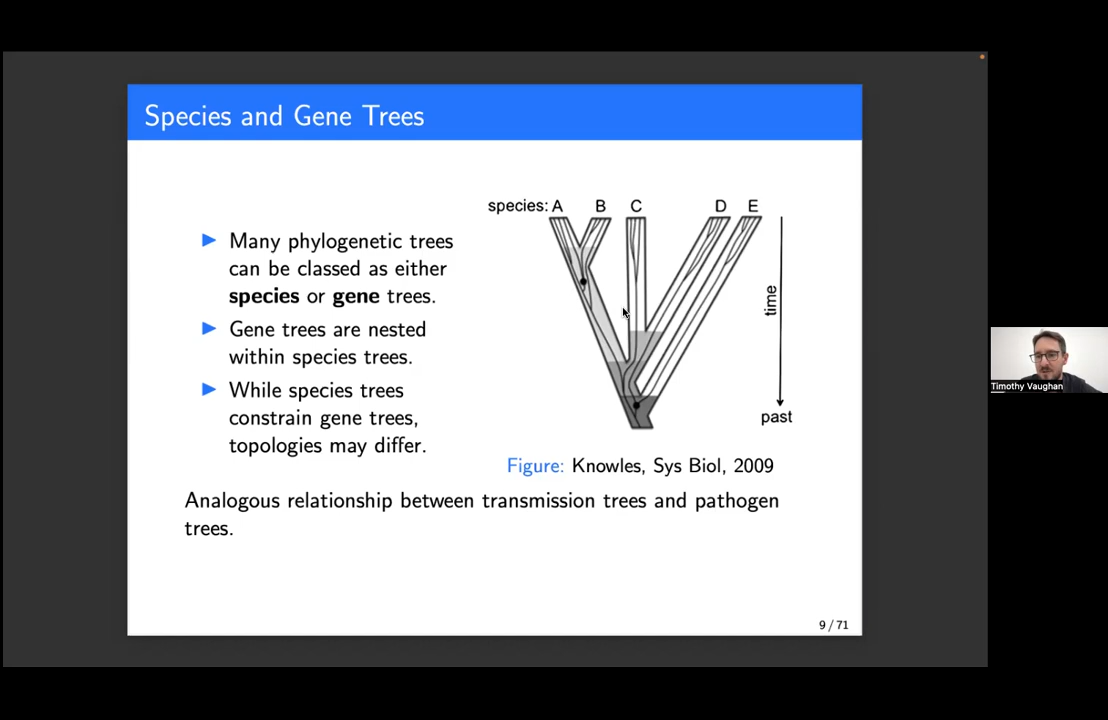 Species and Gene Trees
species: A B C D E
▶ Many phylogenetic trees
can be classed as either
species or gene trees.
▶ Gene trees are nested
within species trees.
▶ While species trees
constrain gene trees,
topologies may differ.
time
past
Figure: Knowles, Sys Biol, 2009
Analogous relationship between transmission trees and pathogen
trees.
9 / 71
Timothy Vaughan